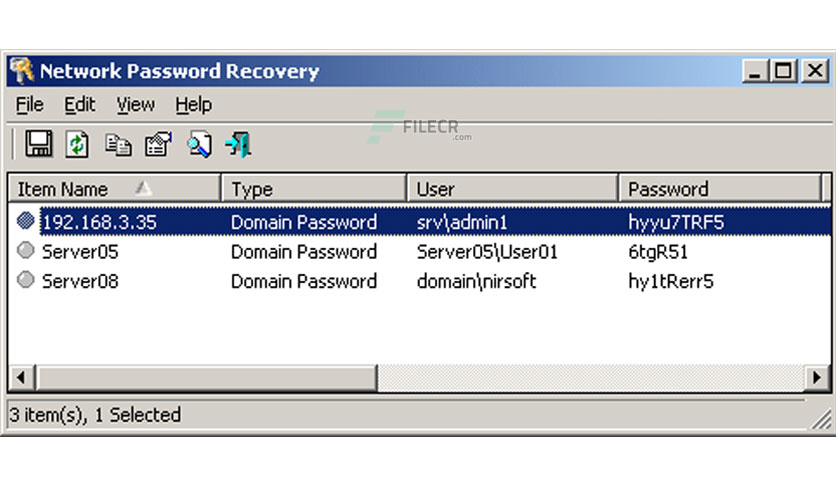 Network Password Recovery
File Edit View Help
FILECR
.com
Item Name Type User Password
192.168.3.35 Domain Password srv\admin1 hyyu7TRF5
Server05 Domain Password Server05\User01 6tgR51
Server08 Domain Password domain\nirsoft hy1tRerr5
3 item(s), 1 Selected